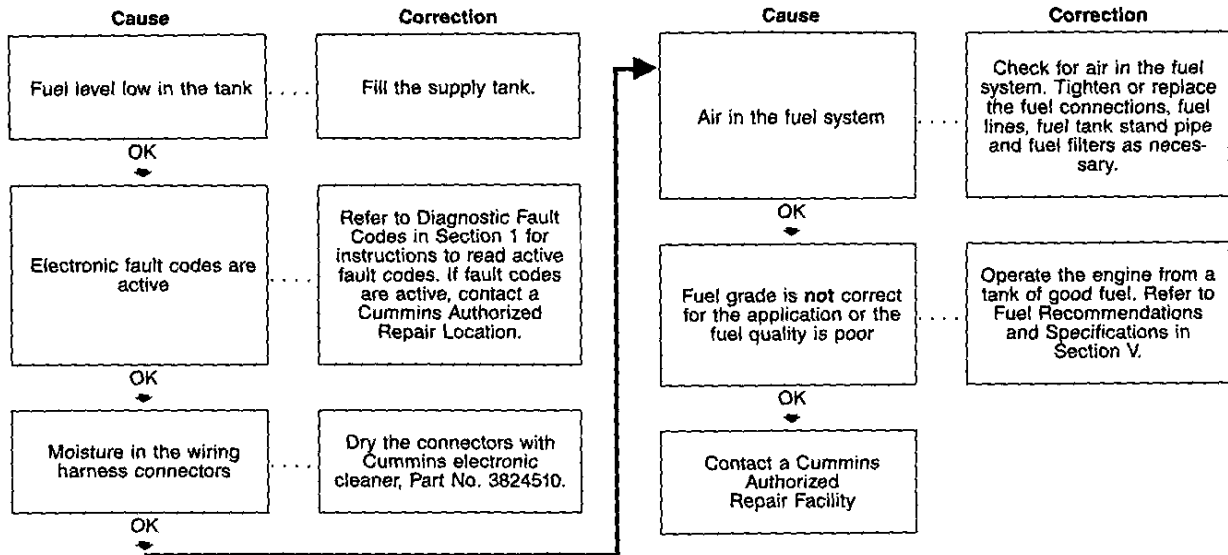 Cause
Correction
Fuel level low in the tank
. . . .
Fill the supply tank.
OK
Electronic fault codes are
active
. . . .
Refer to Diagnostic Fault
Codes in Section 1 for
instructions to read active
fault codes. If fault codes
are active, contact a
Cummins Authorized
Repair Location.
OK
Moisture in the wiring
harness connectors
. . . .
Dry the connectors with
Cummins electronic
cleaner, Part No. 3824510.
OK
Cause
Correction
Air in the fuel system
. . . .
Check for air in the fuel
system. Tighten or replace
the fuel connections, fuel
lines, fuel tank stand pipe
and fuel filters as neces-
sary.
OK
Fuel grade is not correct
for the application or the
fuel quality is poor
. . . .
Operate the engine from a
tank of good fuel. Refer to
Fuel Recommendations
and Specifications in
Section V.
OK
Contact a Cummins
Authorized
Repair Facility